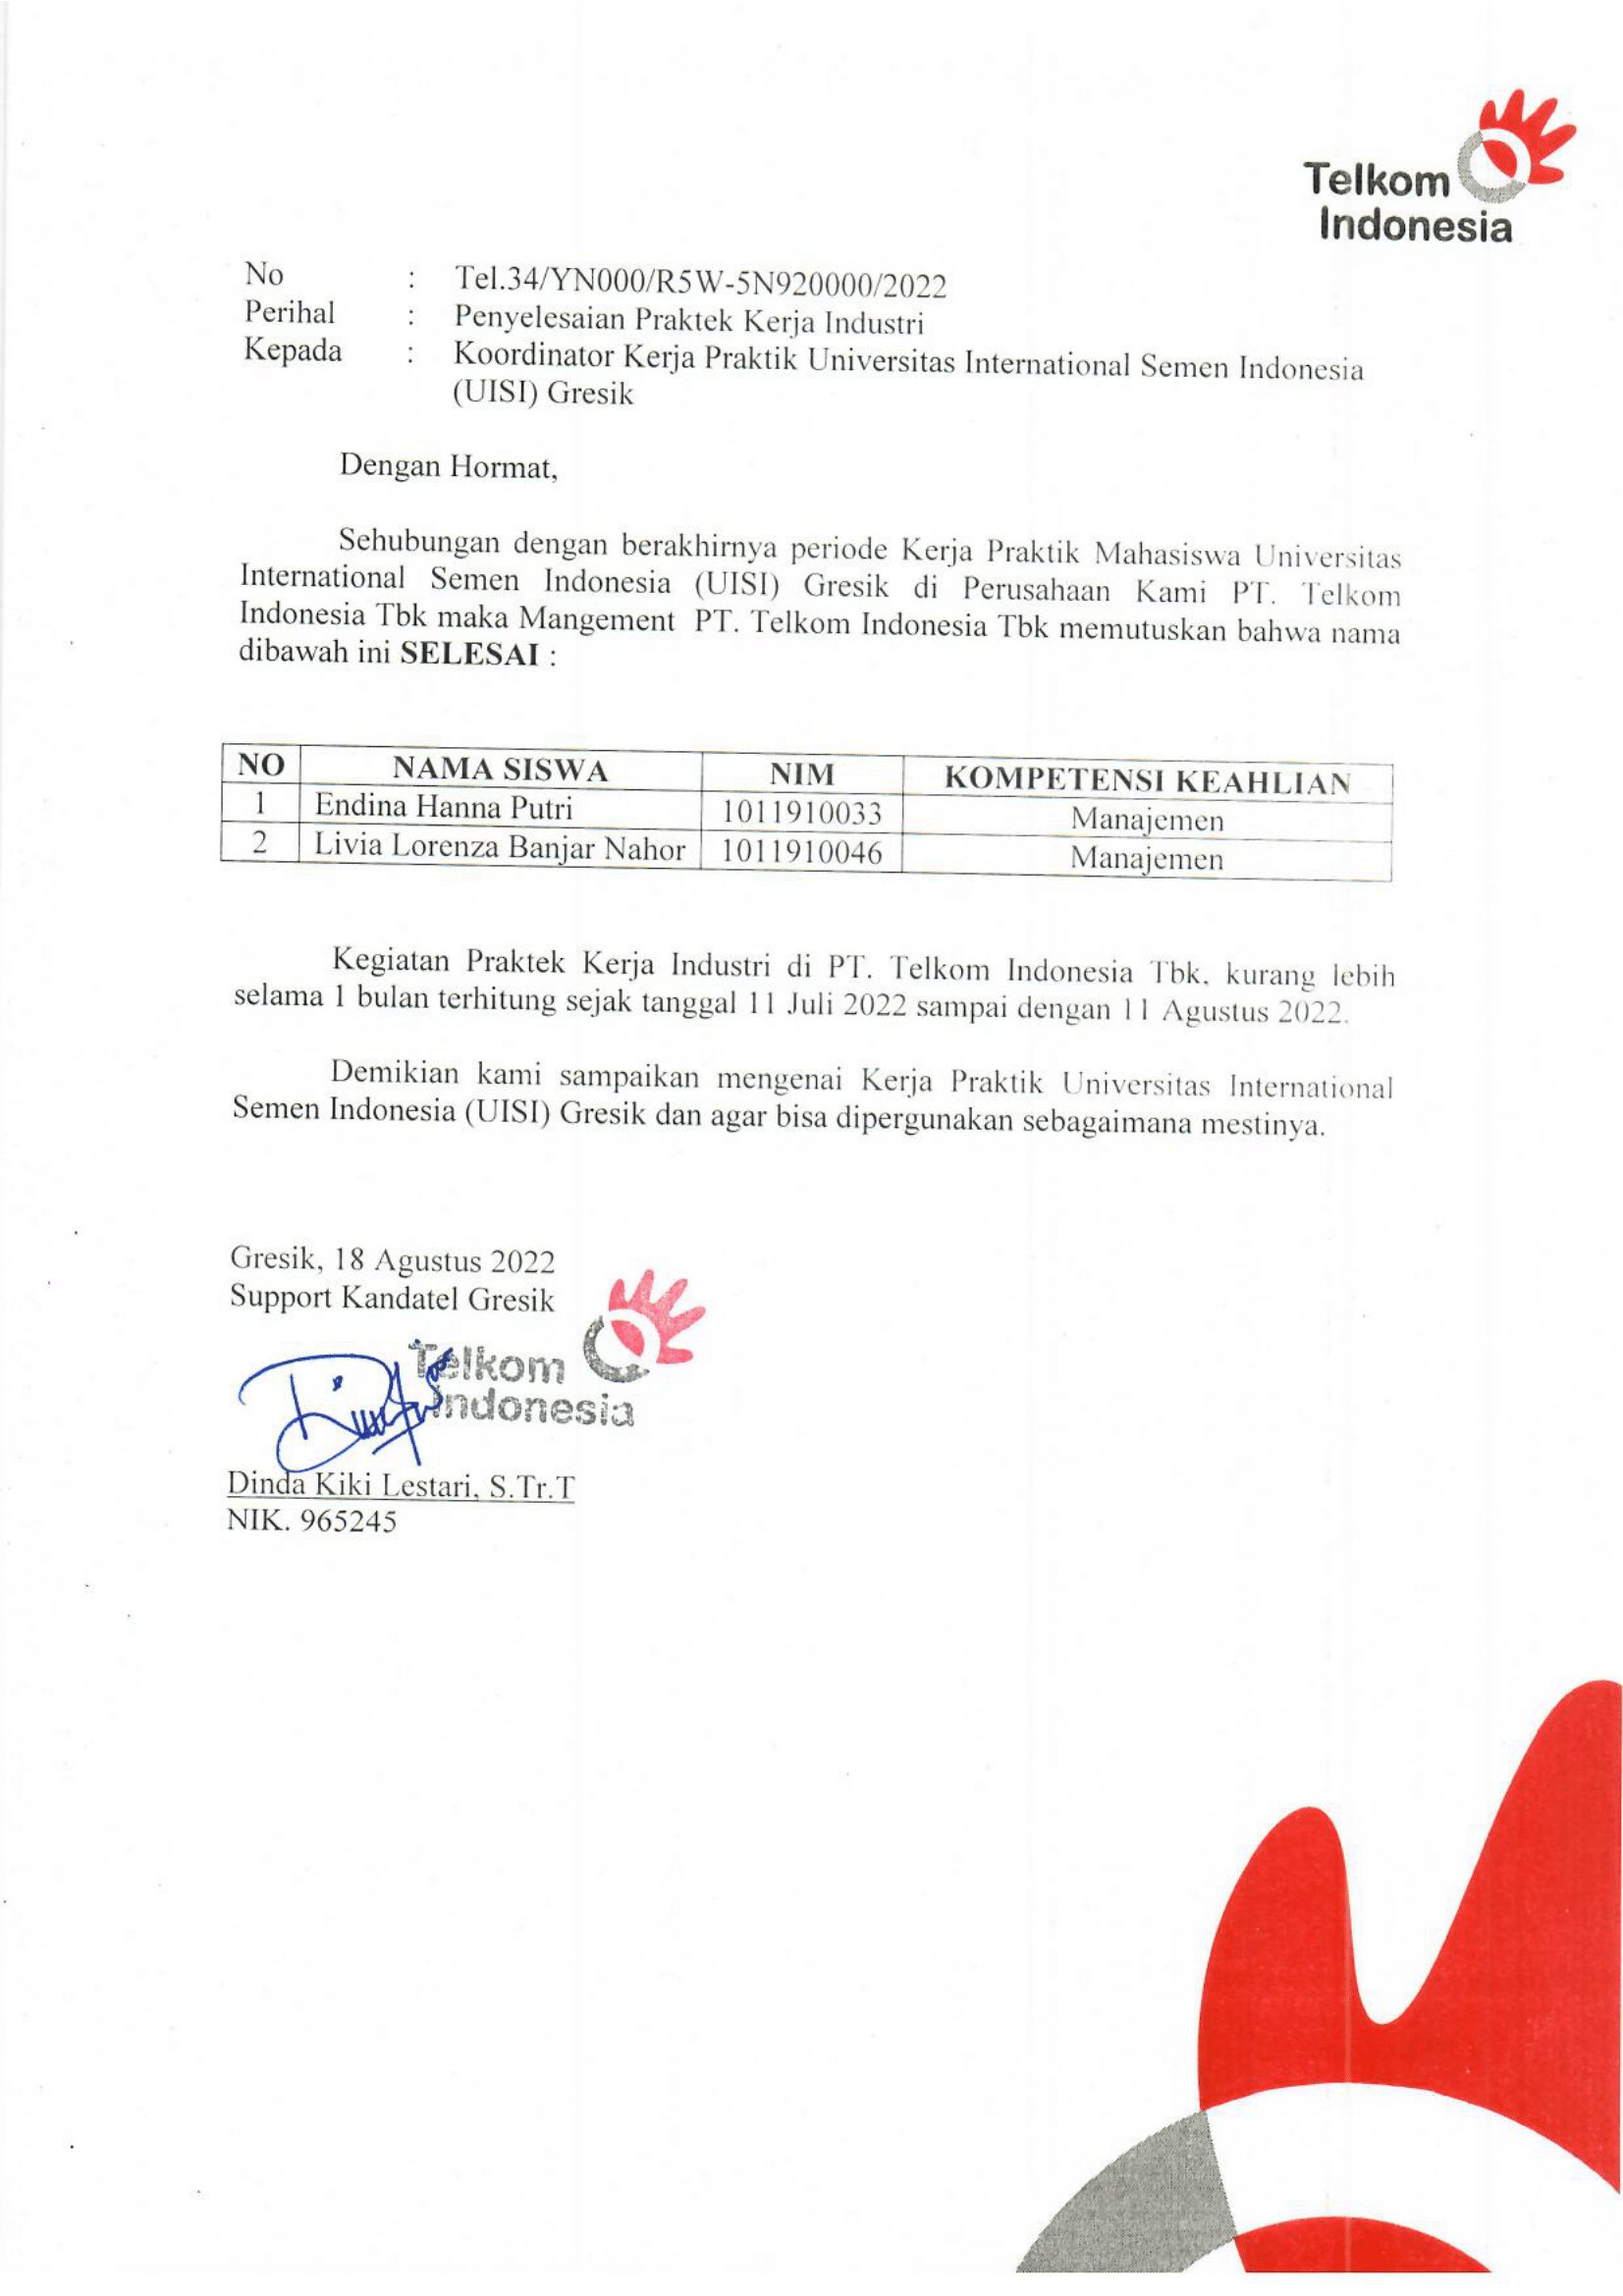 Telkom
Indonesia
No : Tel.34/YN000/R5W-5N920000/2022
Perihal : Penyelesaian Praktek Kerja Industri
Kepada : Koordinator Kerja Praktik Universitas International Semen Indonesia
(UISI) Gresik
Dengan Hormat,
Sehubungan dengan berakhirnya periode Kerja Praktik Mahasiswa Universitas
International Semen Indonesia (UISI) Gresik di Perusahaan Kami PT. Telkom
Indonesia Tbk maka Mangement PT. Telkom Indonesia Tbk memutuskan bahwa nama
dibawah ini SELESAI :
NO NAMA SISWA NIM KOMPETENSI KEAHLIAN
1 Endina Hanna Putri 1011910033 Manajemen
2 Livia Lorenza Banjar Nahor 1011910046 Manajemen
Kegiatan Praktek Kerja Industri di PT. Telkom Indonesia Tbk. kurang lebih
selama 1 bulan terhitung sejak tanggal 11 Juli 2022 sampai dengan 11 Agustus 2022.
Demikian kami sampaikan mengenai Kerja Praktik Universitas International
Semen Indonesia (UISI) Gresik dan agar bisa dipergunakan sebagaimana mestinya.
Gresik, 18 Agustus 2022
Support Kandatel Gresik
Telkom
Indonesia
Dinda Kiki Lestari, S.Tr.T
NIK. 965245